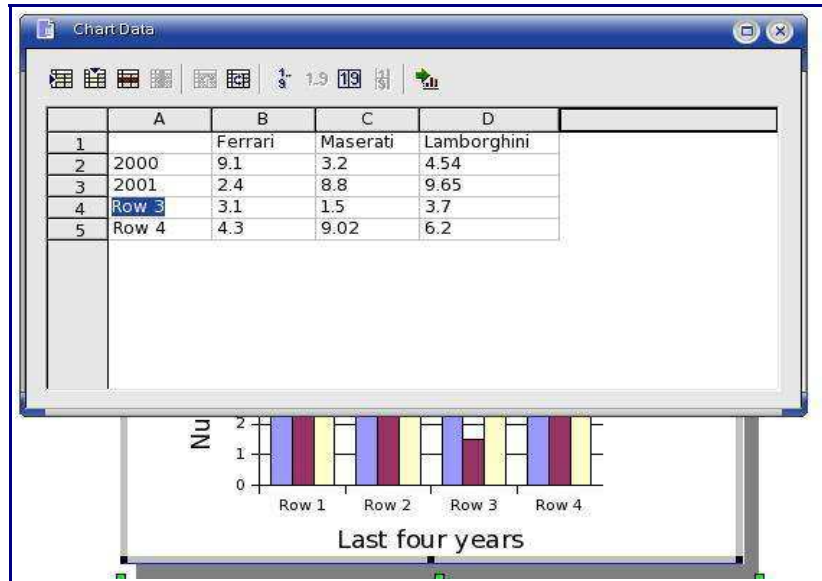 Chart Data
A B C D
1 Ferrari Maserati Lamborghini
2 2000 9.1 3.2 4.54
3 2001 2.4 8.8 9.65
4 Row 3 3.1 1.5 3.7
5 Row 4 4.3 9.02 6.2
Nu
2
1
0
Row 1 Row 2 Row 3 Row 4
Last four years